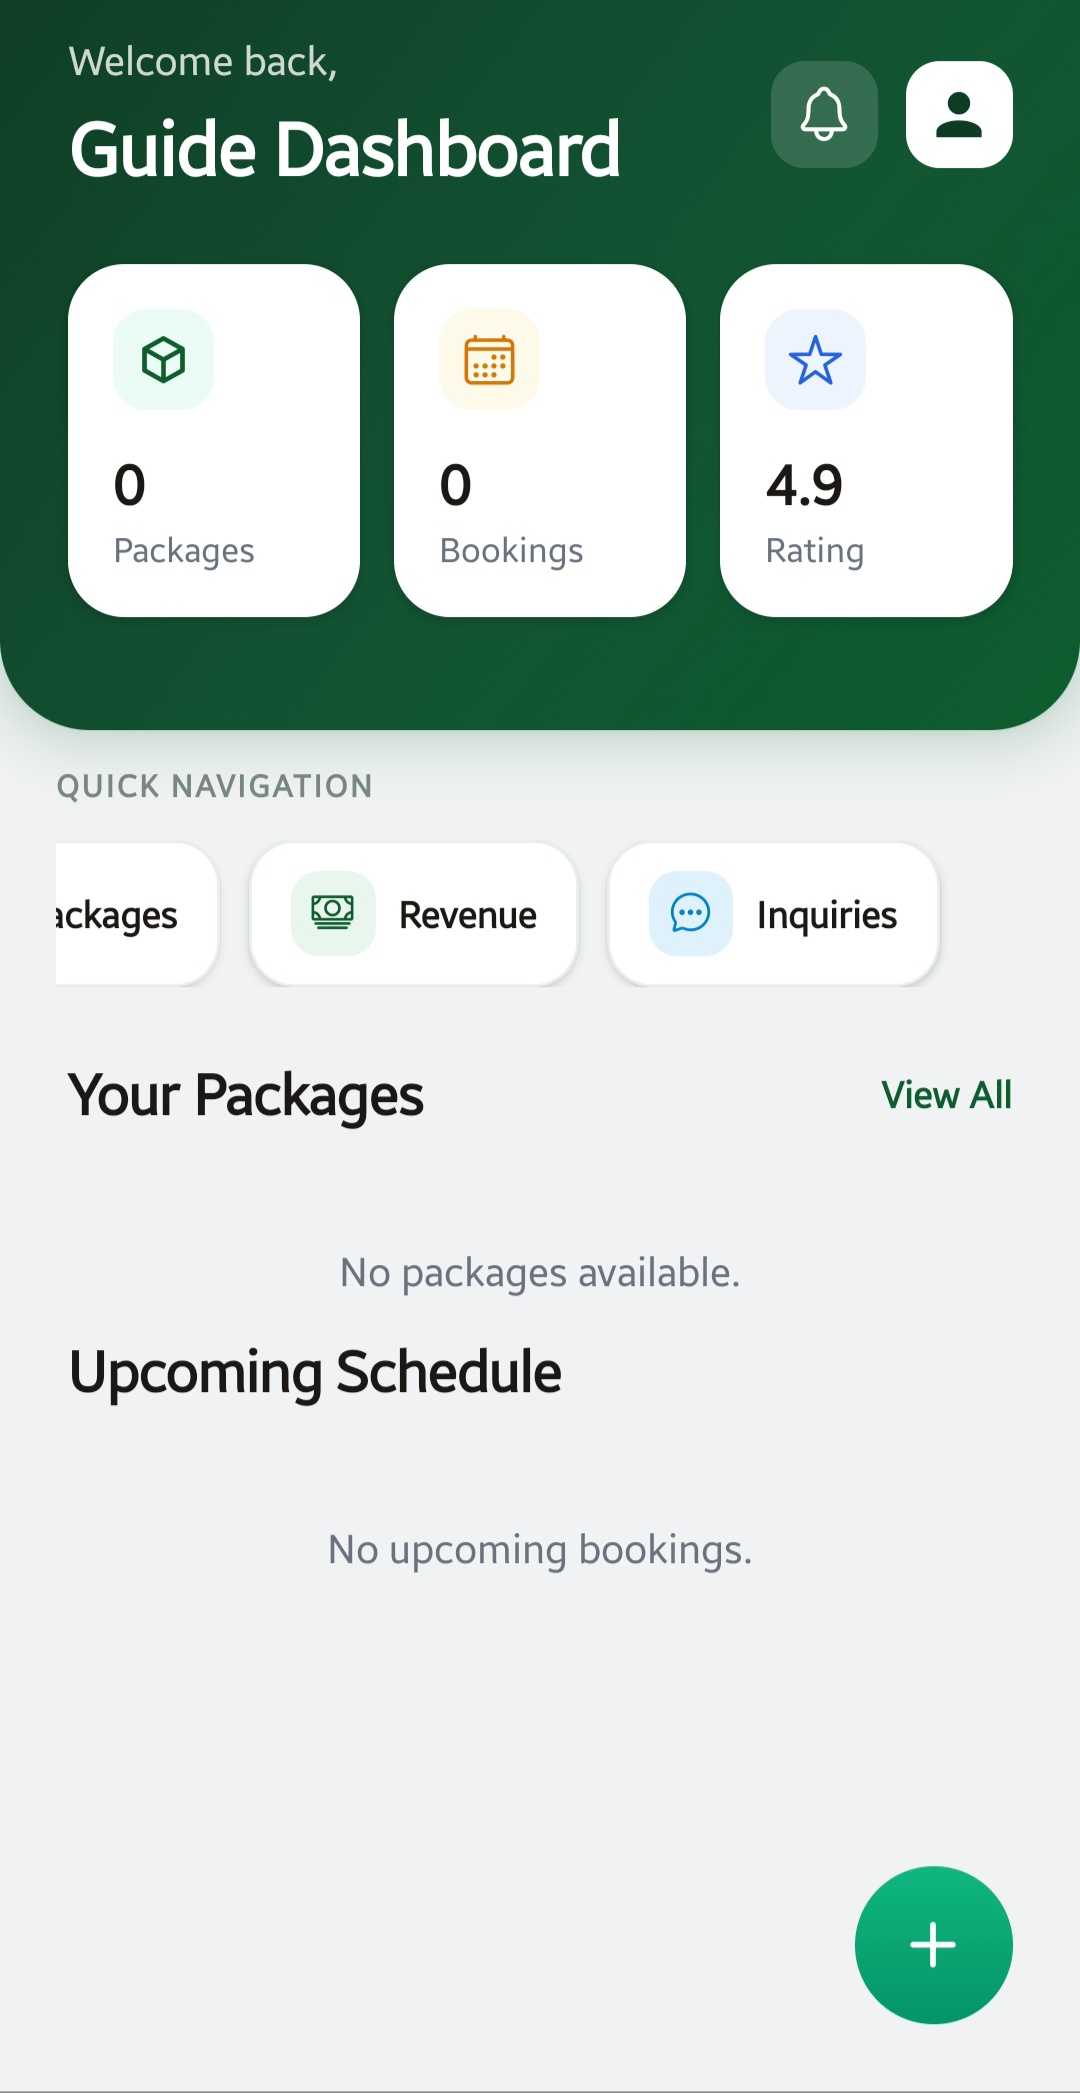 Welcome back,
Guide Dashboard
0
Packages
0
Bookings
4.9
Rating
QUICK NAVIGATION
ackages
Revenue
Inquiries
Your Packages
View All
No packages available.
Upcoming Schedule
No upcoming bookings.